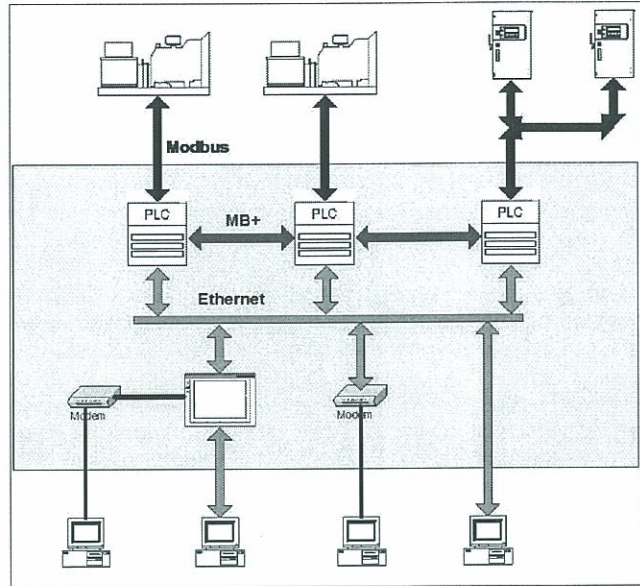 Modbus
PLC
MB+
PLC
PLC
Ethernet
Modem
Modem